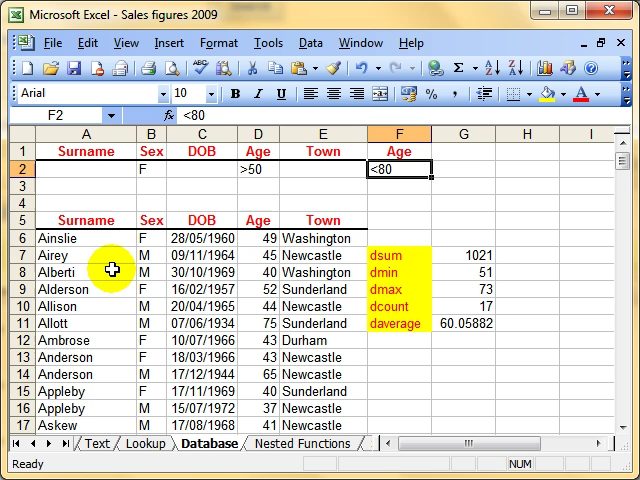 Microsoft Excel - Sales figures 2009
File Edit View Insert Format Tools Data Window Help
ABC Σ A Z Z A
Arial 10 B I U % ,
F2 <80
A B C D E F G H I
1 Surname Sex DOB Age Town Age
2 F >50 <80
3
4
5 Surname Sex DOB Age Town
6 Ainslie F 28/05/1960 49 Washington
7 Airey M 09/11/1964 45 Newcastle dsum 1021
8 Alberti M 30/10/1969 40 Washington dmin 51
9 Alderson F 16/02/1957 52 Sunderland dmax 73
10 Allison M 20/04/1965 44 Newcastle dcount 17
11 Allott M 07/06/1934 75 Sunderland daverage 60.05882
12 Ambrose F 10/07/1966 43 Durham
13 Anderson F 18/03/1966 43 Newcastle
14 Anderson M 17/12/1944 65 Newcastle
15 Appleby F 17/11/1969 40 Sunderland
16 Appleby M 15/07/1972 37 Newcastle
17 Askew M 17/08/1968 41 Newcastle
Text Lookup Database Nested Functions
Ready NUM